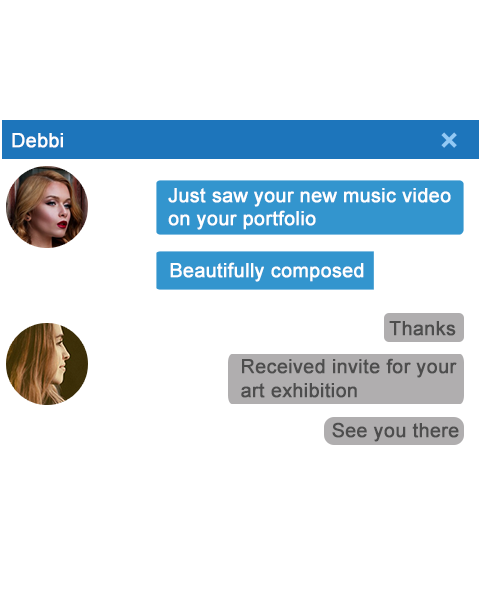 Debbi
Just saw your new music video
on your portfolio
Beautifully composed
Thanks
Received invite for your
art exhibition
See you there